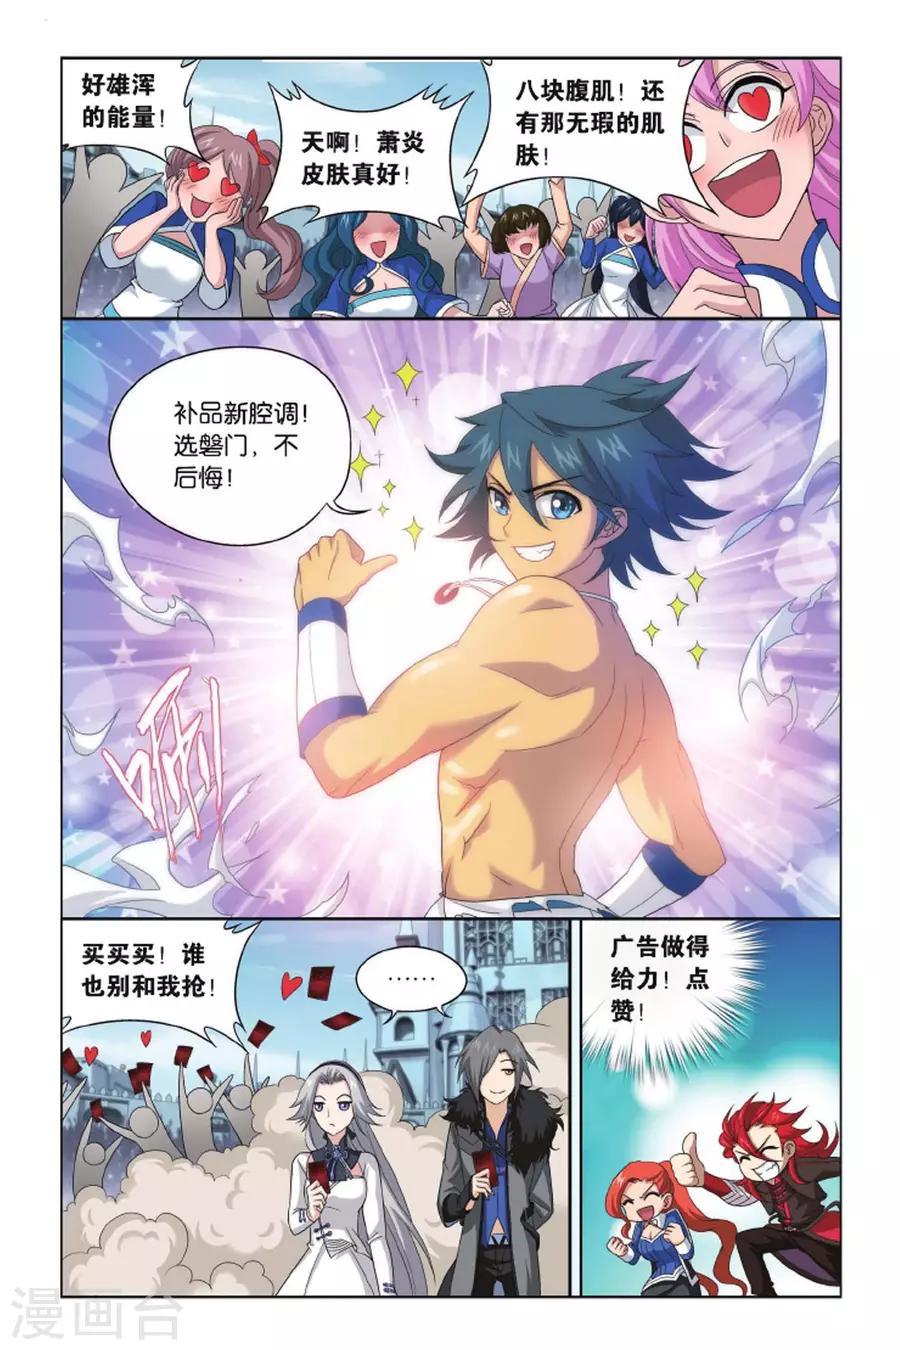 好雄浑
的能量！
天啊！萧炎
皮肤真好！
八块腹肌！还
有那无瑕的肌
肤！
补品新腔调！
选磐门，不
后悔！
唰
买买买！谁
也别和我抢！
……
广告做得
给力！点
赞！
漫画台